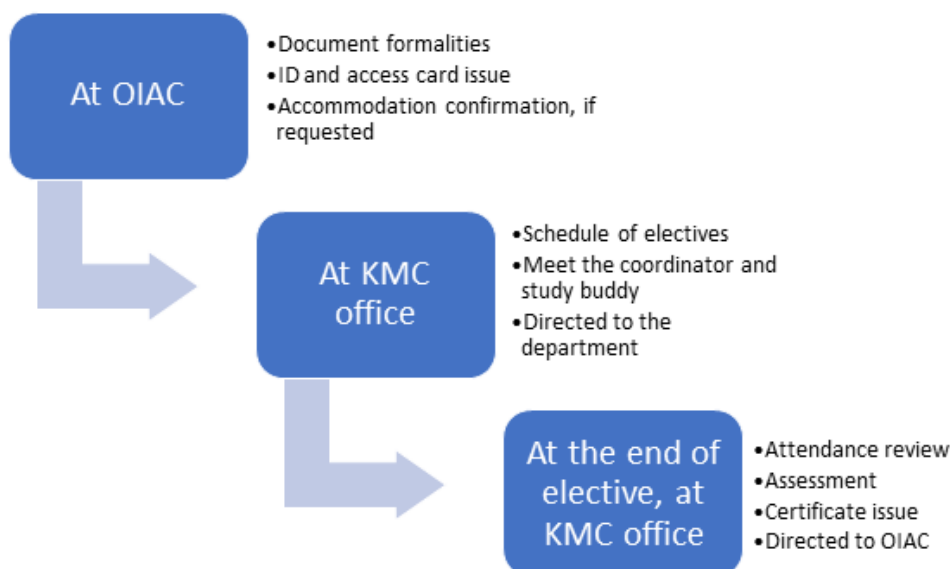 At OIAC
•Document formalities
•ID and access card issue
•Accommodation confirmation, if
requested
At KMC
office
•Schedule of electives
•Meet the coordinator and
study buddy
•Directed to the
department
At the end of
elective, at
KMC office
•Attendance review
•Assessment
•Certificate issue
•Directed to OIAC